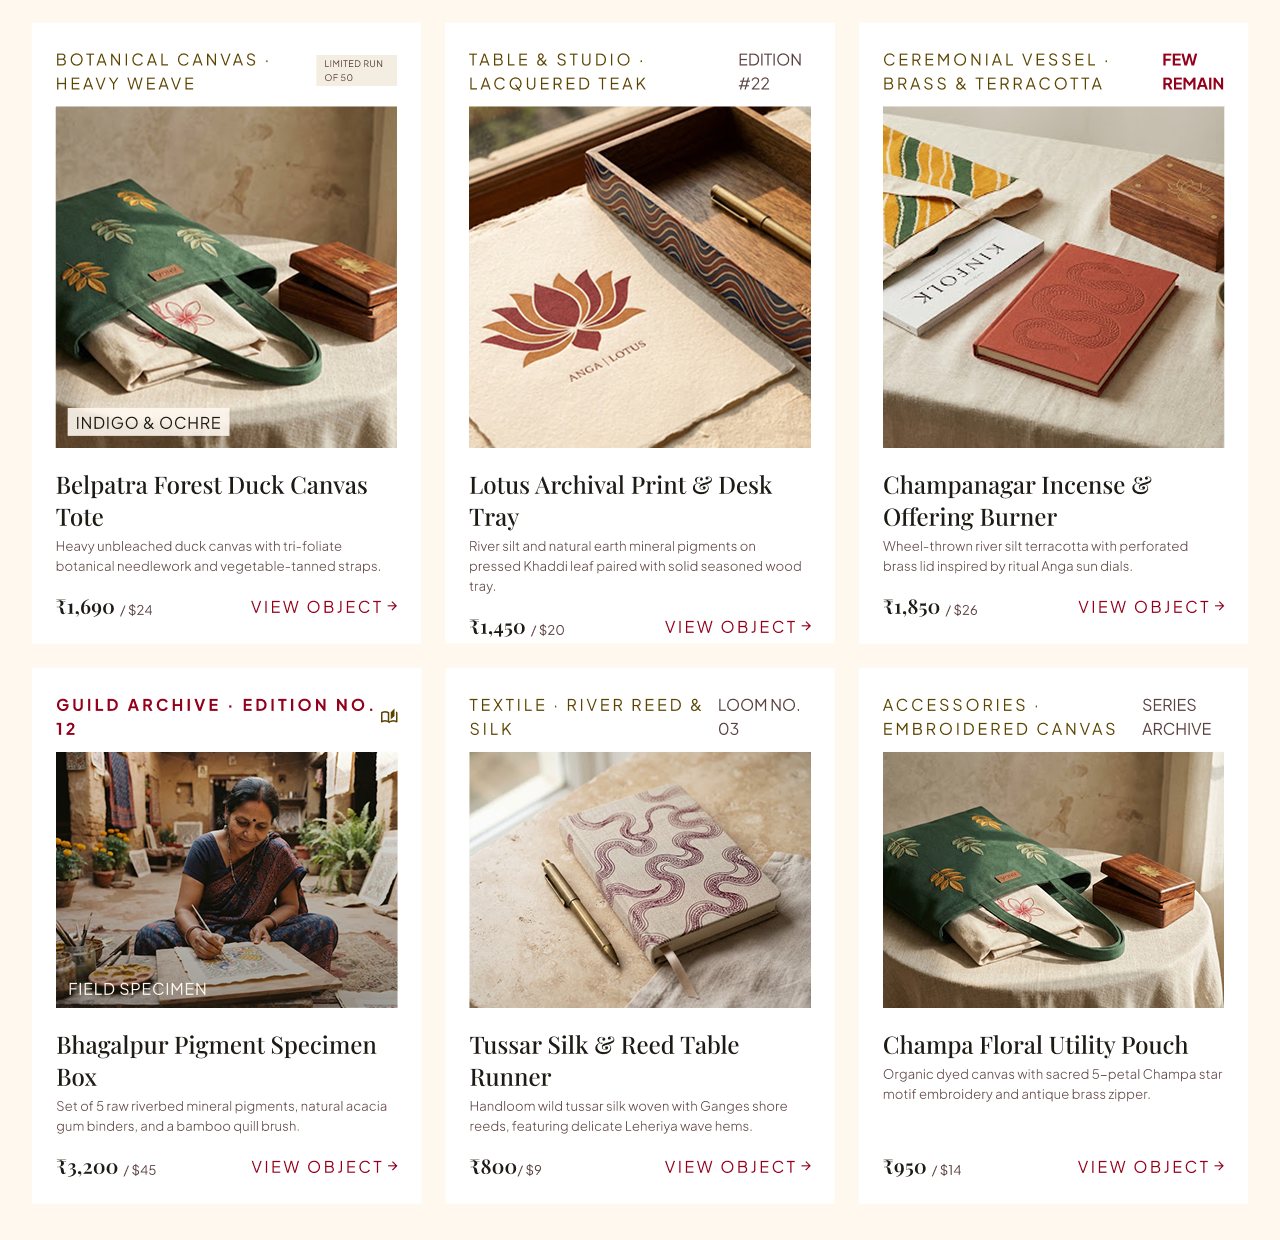 BOTANICAL CANVAS ·
HEAVY WEAVE
LIMITED RUN
OF 50
ANGA
INDIGO & OCHRE
Belpatra Forest Duck Canvas
Tote
Heavy unbleached duck canvas with tri-foliate
botanical needlework and vegetable-tanned straps.
₹1,690 / $24
VIEW OBJECT →
TABLE & STUDIO ·
LACQUERED TEAK
EDITION
#22
ANGA | LOTUS
Lotus Archival Print & Desk
Tray
River silt and natural earth mineral pigments on
pressed Khaddi leaf paired with solid seasoned wood
tray.
₹1,450 / $20
VIEW OBJECT →
CEREMONIAL VESSEL ·
BRASS & TERRACOTTA
FEW
REMAIN
KINFOLK
Champanagar Incense &
Offering Burner
Wheel-thrown river silt terracotta with perforated
brass lid inspired by ritual Anga sun dials.
₹1,850 / $26
VIEW OBJECT →
GUILD ARCHIVE · EDITION NO.
12
FIELD SPECIMEN
Bhagalpur Pigment Specimen
Box
Set of 5 raw riverbed mineral pigments, natural acacia
gum binders, and a bamboo quill brush.
₹3,200 / $45
VIEW OBJECT →
TEXTILE · RIVER REED &
SILK
LOOM NO.
03
Tussar Silk & Reed Table
Runner
Handloom wild tussar silk woven with Ganges shore
reeds, featuring delicate Leheriya wave hems.
₹800/ $9
VIEW OBJECT →
ACCESSORIES ·
EMBROIDERED CANVAS
SERIES
ARCHIVE
ANGA
Champa Floral Utility Pouch
Organic dyed canvas with sacred 5-petal Champa star
motif embroidery and antique brass zipper.
₹950 / $14
VIEW OBJECT →